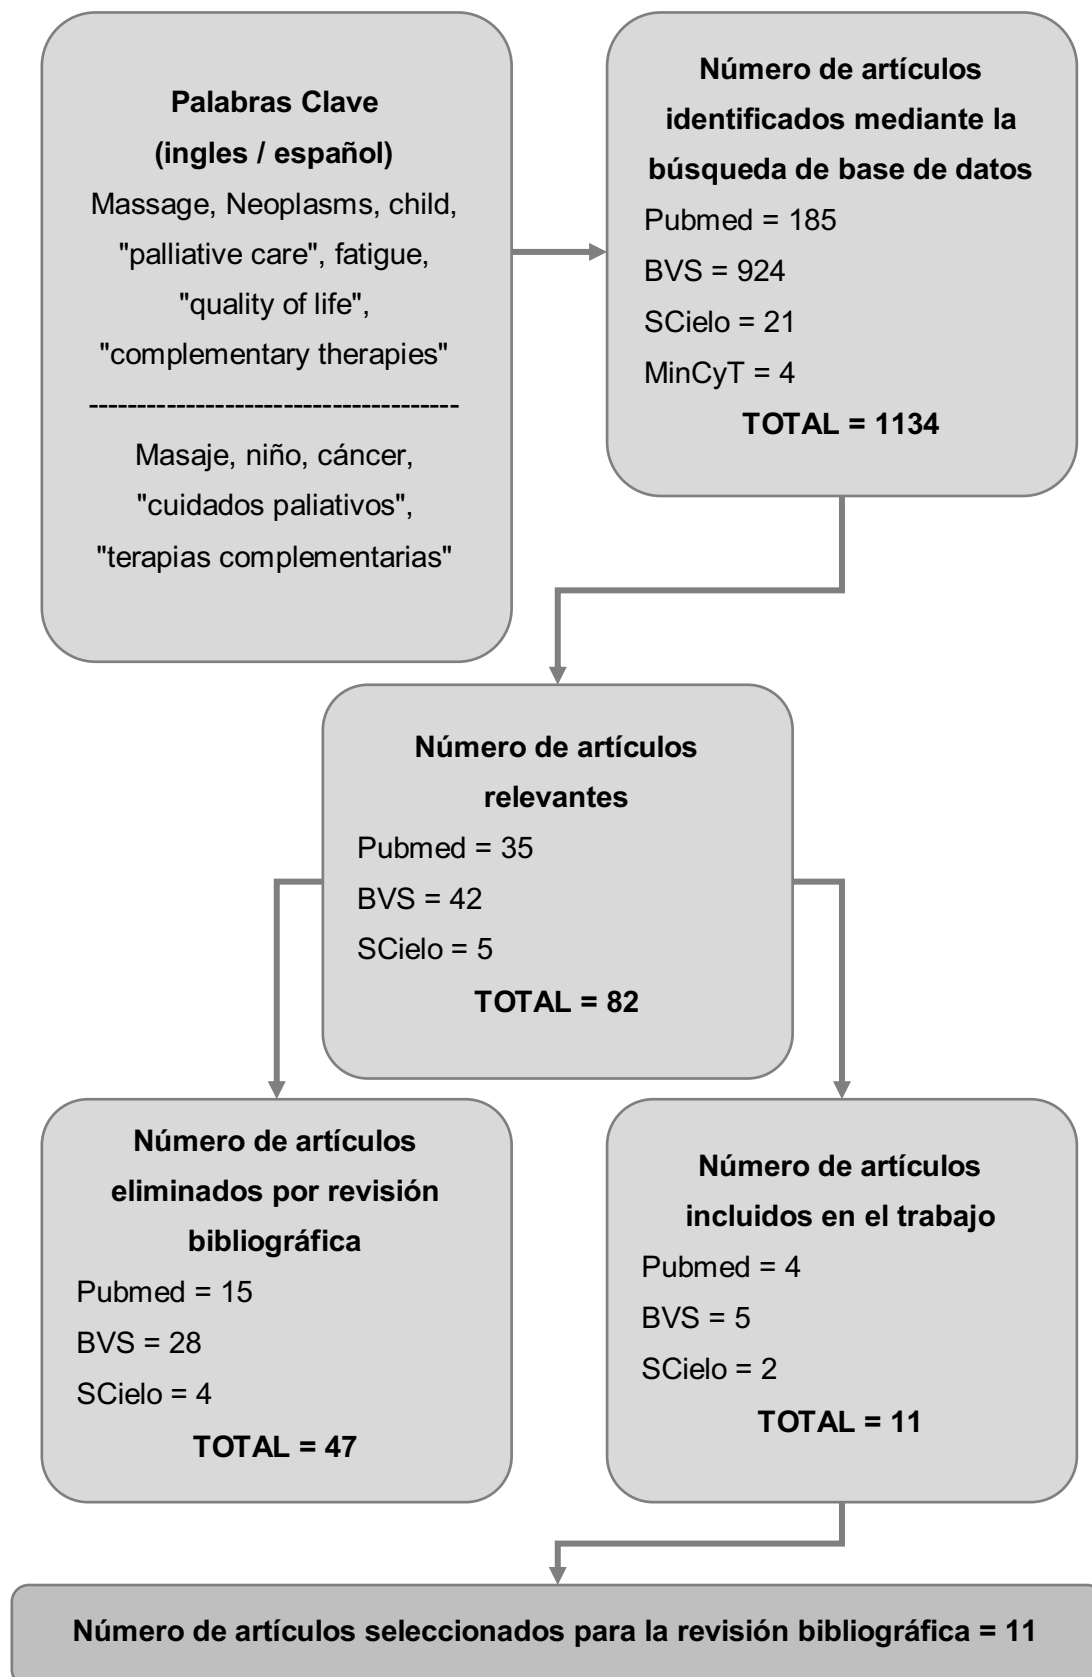 Palabras Clave
(ingles / español)
Massage, Neoplasms, child,
"palliative care", fatigue,
"quality of life",
"complementary therapies"
--------------------------------------
Masaje, niño, cáncer,
"cuidados paliativos",
"terapias complementarias"
Número de artículos
identificados mediante la
búsqueda de base de datos
Pubmed = 185
BVS = 924
SCielo = 21
MinCyT = 4
TOTAL = 1134
Número de artículos
relevantes
Pubmed = 35
BVS = 42
SCielo = 5
TOTAL = 82
Número de artículos
eliminados por revisión
bibliográfica
Pubmed = 15
BVS = 28
SCielo = 4
TOTAL = 47
Número de artículos
incluidos en el trabajo
Pubmed = 4
BVS = 5
SCielo = 2
TOTAL = 11
Número de artículos seleccionados para la revisión bibliográfica = 11